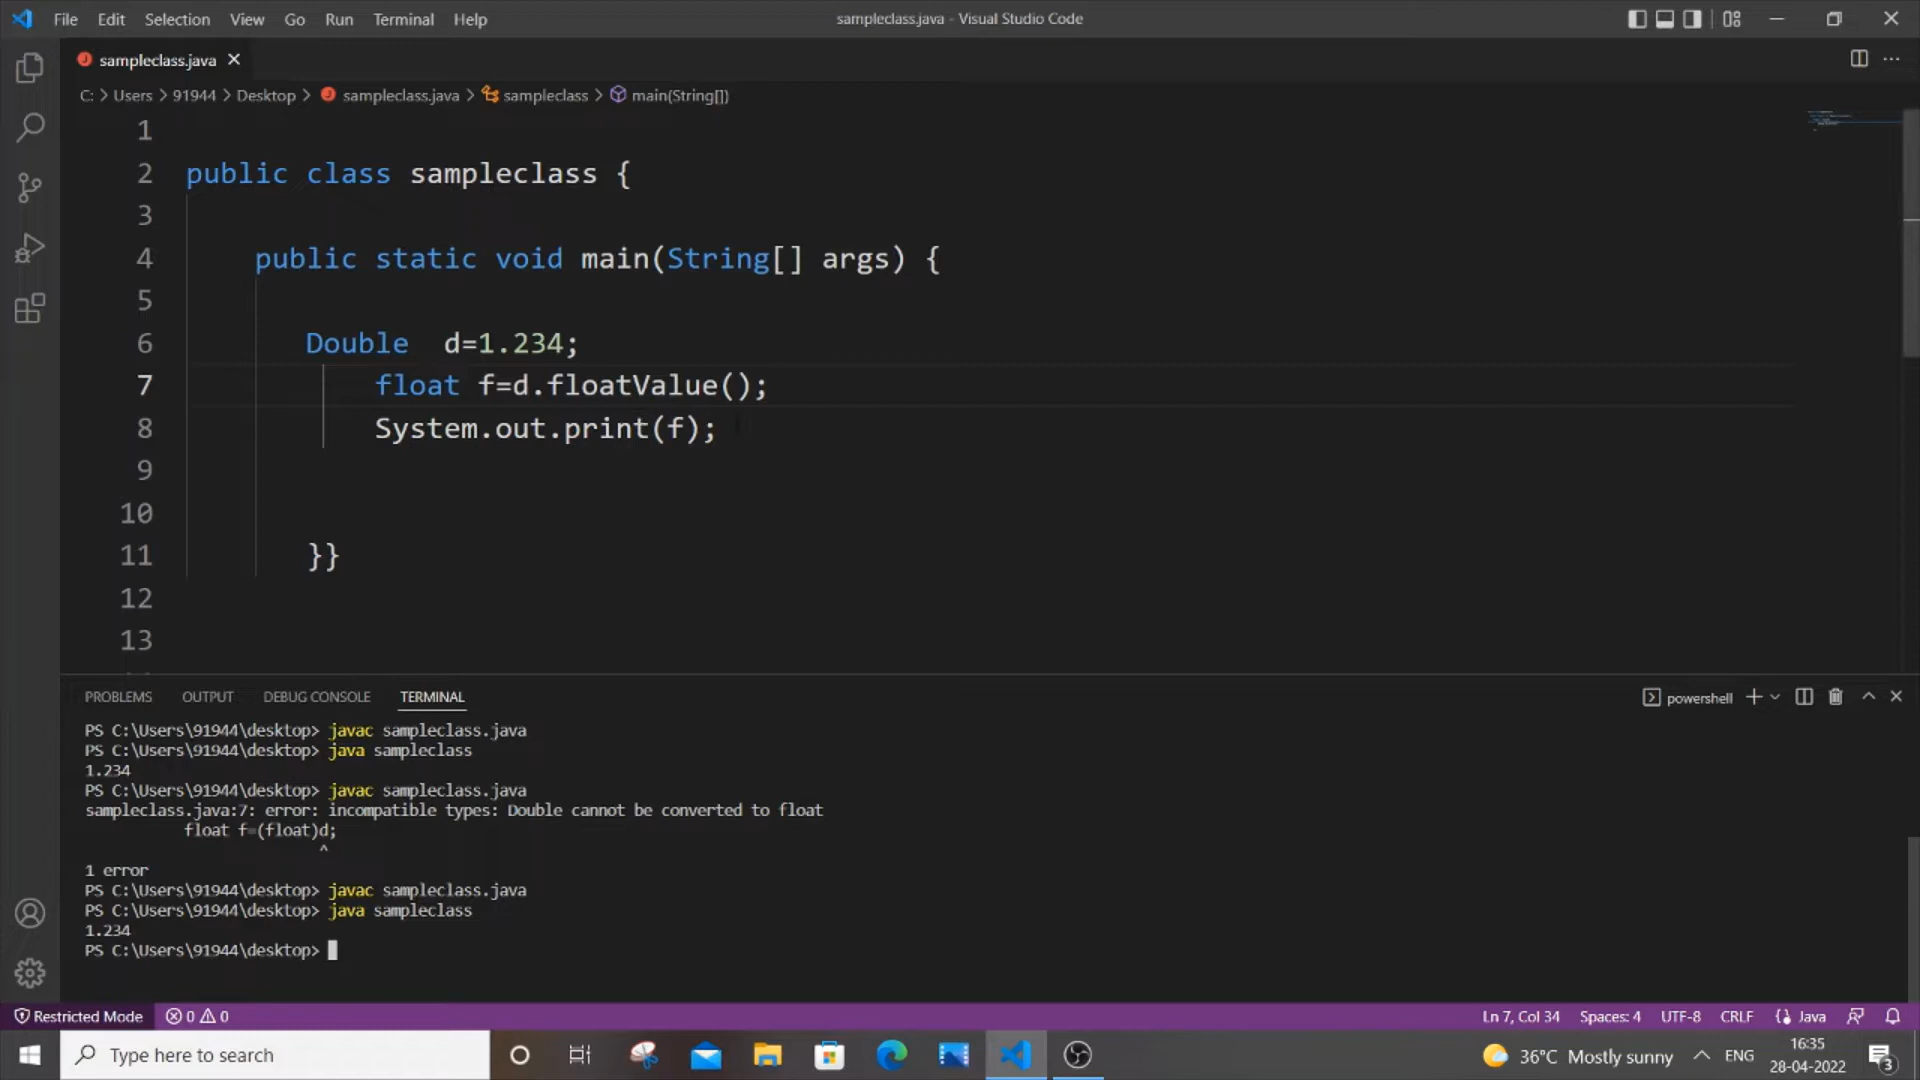 File Edit Selection View Go Run Terminal Help
sampleclass.java - Visual Studio Code
sampleclass.java
C: > Users > 91944 > Desktop > sampleclass.java > sampleclass > main(String[])
1
2 public class sampleclass {
3
4 public static void main(String[] args) {
5
6 Double  d=1.234;
7 float f=d.floatValue();
8 System.out.print(f);
9
10
11 }}
12
13
PROBLEMS OUTPUT DEBUG CONSOLE TERMINAL
powershell
PS C:\Users\91944\desktop> javac sampleclass.java
PS C:\Users\91944\desktop> java sampleclass
1.234
PS C:\Users\91944\desktop> javac sampleclass.java
sampleclass.java:7: error: incompatible types: Double cannot be converted to float
float f=(float)d;
^
1 error
PS C:\Users\91944\desktop> javac sampleclass.java
PS C:\Users\91944\desktop> java sampleclass
1.234
PS C:\Users\91944\desktop>
Restricted Mode 0 0 Ln 7, Col 34 Spaces: 4 UTF-8 CRLF Java
Type here to search
36°C Mostly sunny ENG
16:35
28-04-2022
3